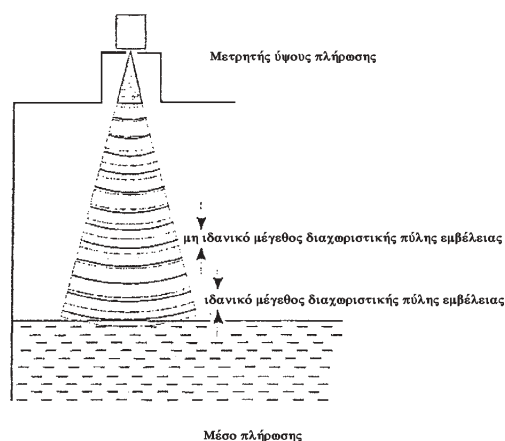 Μετρητής ύψους πλήρωσης
μη ιδανικό μέγεθος διαχωριστικής πύλης εμβέλειας
ιδανικό μέγεθος διαχωριστικής πύλης εμβέλειας
Μέσο πλήρωσης